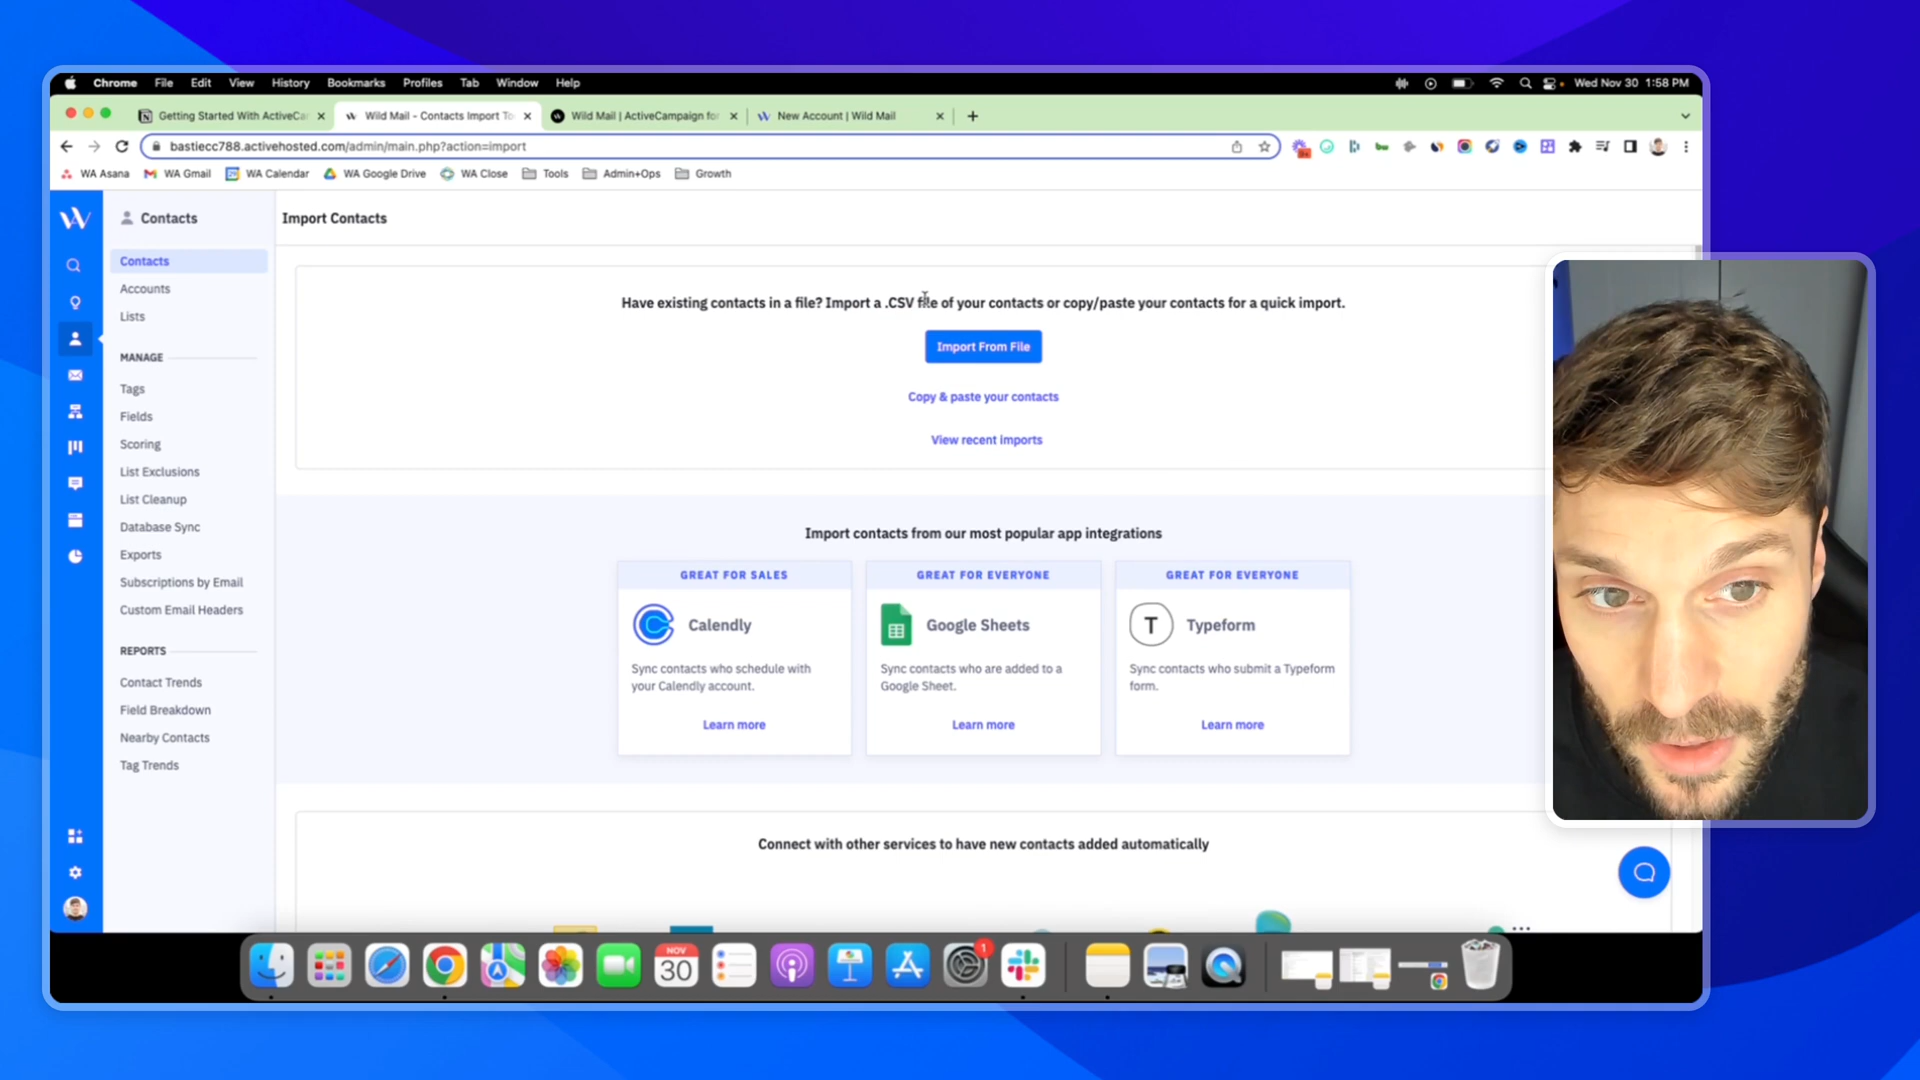 Chrome File Edit View History Bookmarks Profiles Tab Window Help
Wed Nov 30 1:58 PM
Getting Started With ActiveCa
Wild Mail - Contacts Import To
Wild Mail | ActiveCampaign for
New Account | Wild Mail
bastiecc788.activehosted.com/admin/main.php?action=import
WA Asana WA Gmail WA Calendar WA Google Drive WA Close Tools Admin+Ops Growth
Contacts
Contacts
Accounts
Lists
MANAGE
Tags
Fields
Scoring
List Exclusions
List Cleanup
Database Sync
Exports
Subscriptions by Email
Custom Email Headers
REPORTS
Contact Trends
Field Breakdown
Nearby Contacts
Tag Trends
Import Contacts
Have existing contacts in a file? Import a .CSV file of your contacts or copy/paste your contacts for a quick import.
Import From File
Copy & paste your contacts
View recent imports
Import contacts from our most popular app integrations
GREAT FOR SALES
Calendly
Sync contacts who schedule with
your Calendly account.
Learn more
GREAT FOR EVERYONE
Google Sheets
Sync contacts who are added to a
Google Sheet.
Learn more
GREAT FOR EVERYONE
T
Typeform
Sync contacts who submit a Typeform
form.
Learn more
Connect with other services to have new contacts added automatically
NOV
30
1